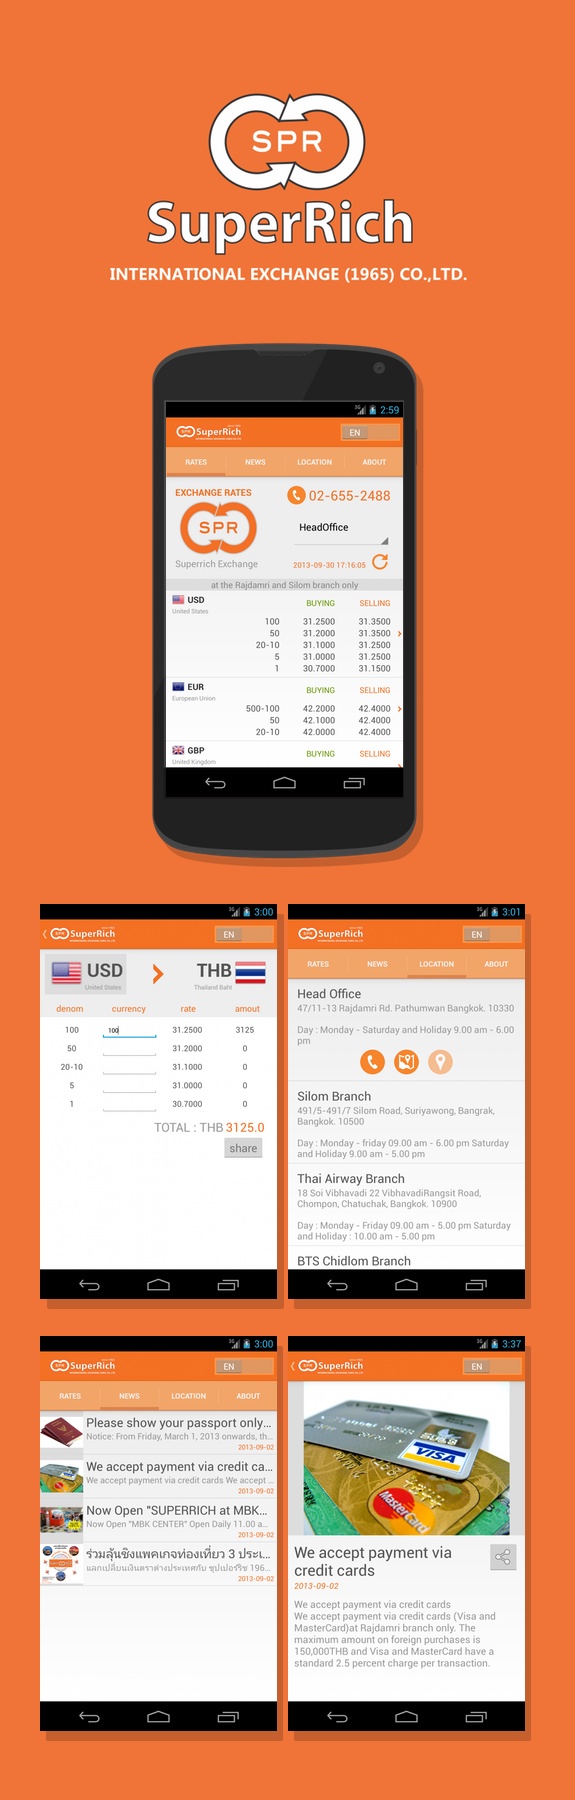 SPR
SuperRich
INTERNATIONAL EXCHANGE (1965) CO.,LTD.
3G 2:59
SPR SuperRich
EN
RATES NEWS LOCATION ABOUT
EXCHANGE RATES
02-655-2488
SPR
HeadOffice
Superrich Exchange
2013-09-30 17:16:05
at the Rajdamri and Silom branch only
USD BUYING SELLING
United States
100 31.2500 31.3500
50 31.2000 31.3500
20-10 31.1000 31.2500
5 31.0000 31.2500
1 30.7000 31.1500
EUR BUYING SELLING
European Union
500-100 42.2000 42.4000
50 42.1000 42.4000
20-10 42.0000 42.4000
GBP BUYING SELLING
United Kingdom
3G 3:00
SPR SuperRich
EN
USD THB
United States Thailand Baht
denom currency rate amout
100 100 31.2500 3125
50 31.2000 0
20-10 31.1000 0
5 31.0000 0
1 30.7000 0
TOTAL : THB 3125.0
share
3G 3:01
SPR SuperRich
EN
RATES NEWS LOCATION ABOUT
Head Office
47/11-13 Rajdamri Rd. Pathumwan Bangkok. 10330
Day : Monday - Saturday and Holiday 9.00 am - 6.00
pm
Silom Branch
491/5-491/7 Silom Road, Suriyawong, Bangrak,
Bangkok. 10500
Day : Monday - friday 09.00 am - 6.00 pm Saturday
and Holiday 9.00 am - 5.00 pm
Thai Airway Branch
18 Soi Vibhavadi 22 VibhavadiRangsit Road,
Chompon, Chatuchak, Bangkok. 10900
Day : Monday - Friday 09.00 am - 5.00 pm Saturday
and Holiday : 10.00 am - 5.00 pm
BTS Chidlom Branch
3G 3:00
SPR SuperRich
EN
RATES NEWS LOCATION ABOUT
Please show your passport only...
Notice: From Friday, March 1, 2013 onwards, th...
2013-09-02
We accept payment via credit ca...
We accept payment via credit cards We accept ...
2013-09-02
Now Open "SUPERRICH at MBK...
Now Open "MBK CENTER" Open Daily 11.00 a...
2013-09-02
ร่วมลุ้นชิงแพคเกจท่องเที่ยว 3 ประเ...
แลกเปลี่ยนเงินตราต่างประเทศกับ ซุปเปอร์ริช 196...
2013-09-02
3G 3:37
SPR SuperRich
EN
VISA
MasterCard
We accept payment via
credit cards
2013-09-02
We accept payment via credit cards
We accept payment via credit cards (Visa and
MasterCard)at Rajdamri branch only. The
maximum amount on foreign purchases is
150,000THB and Visa and MasterCard have a
standard 2.5 percent charge per transaction.